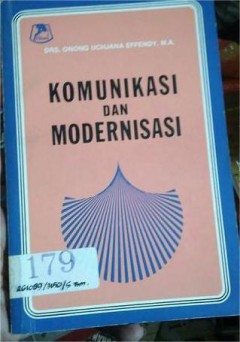 DRS. ONONG UCHJANA EFFENDY, M.A.
KOMUNIKASI
DAN
MODERNISASI
179